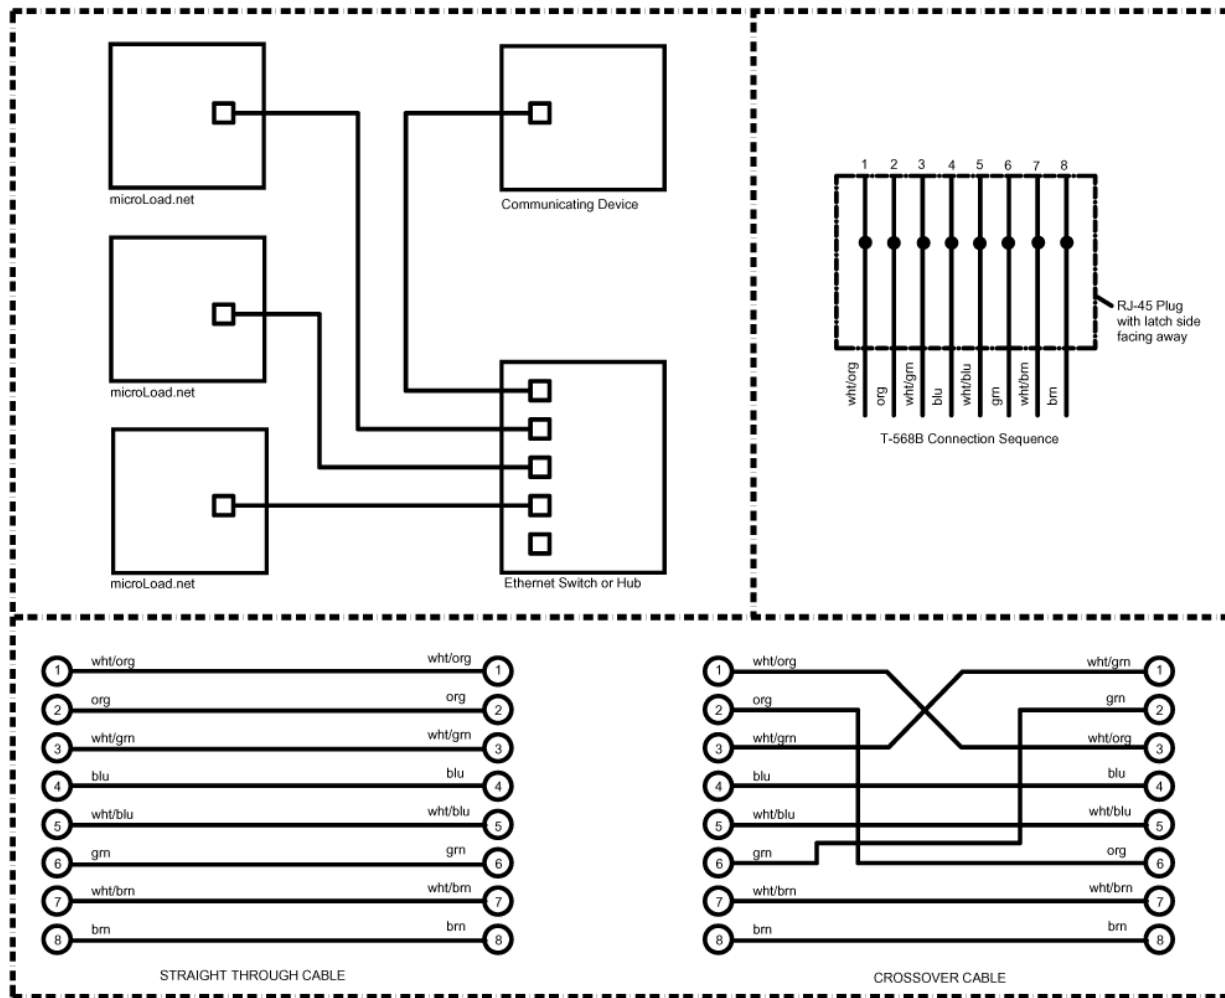 microLoad.net
Communicating Device
microLoad.net
microLoad.net
Ethernet Switch or Hub
1 2 3 4 5 6 7 8
RJ-45 Plug
with latch side
facing away
wht/org org wht/grn blu wht/blu grn wht/brn brn
T-568B Connection Sequence
1 wht/org wht/org 1
2 org org 2
3 wht/grn wht/grn 3
4 blu blu 4
5 wht/blu wht/blu 5
6 grn grn 6
7 wht/brn wht/brn 7
8 brn brn 8
STRAIGHT THROUGH CABLE
1 wht/org wht/grn 1
2 org grn 2
3 wht/grn wht/org 3
4 blu blu 4
5 wht/blu wht/blu 5
6 grn org 6
7 wht/brn wht/brn 7
8 brn brn 8
CROSSOVER CABLE